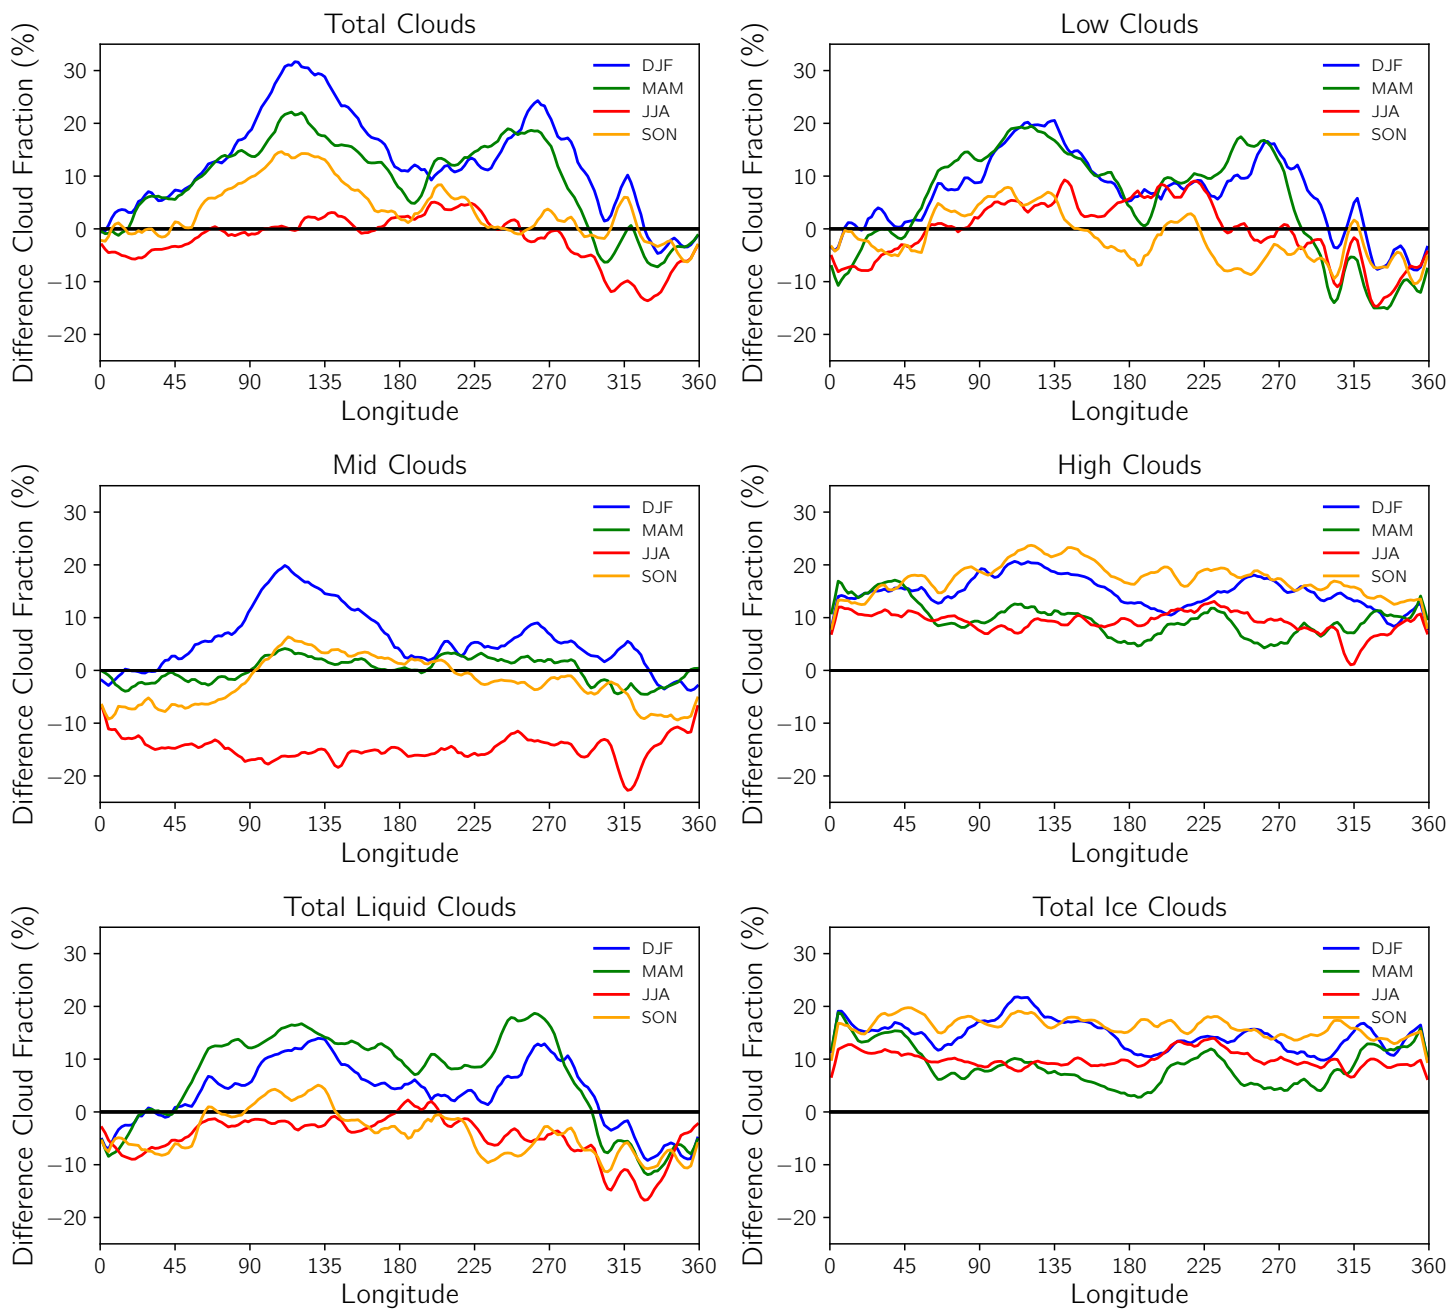 Total Clouds
Difference Cloud Fraction (%)
30
20
10
0
−10
−20
DJF
MAM
JJA
SON
0 45 90 135 180 225 270 315 360
Longitude
Low Clouds
Difference Cloud Fraction (%)
30
20
10
0
−10
−20
DJF
MAM
JJA
SON
0 45 90 135 180 225 270 315 360
Longitude
Mid Clouds
Difference Cloud Fraction (%)
30
20
10
0
−10
−20
DJF
MAM
JJA
SON
0 45 90 135 180 225 270 315 360
Longitude
High Clouds
Difference Cloud Fraction (%)
30
20
10
0
−10
−20
DJF
MAM
JJA
SON
0 45 90 135 180 225 270 315 360
Longitude
Total Liquid Clouds
Difference Cloud Fraction (%)
30
20
10
0
−10
−20
DJF
MAM
JJA
SON
0 45 90 135 180 225 270 315 360
Longitude
Total Ice Clouds
Difference Cloud Fraction (%)
30
20
10
0
−10
−20
DJF
MAM
JJA
SON
0 45 90 135 180 225 270 315 360
Longitude